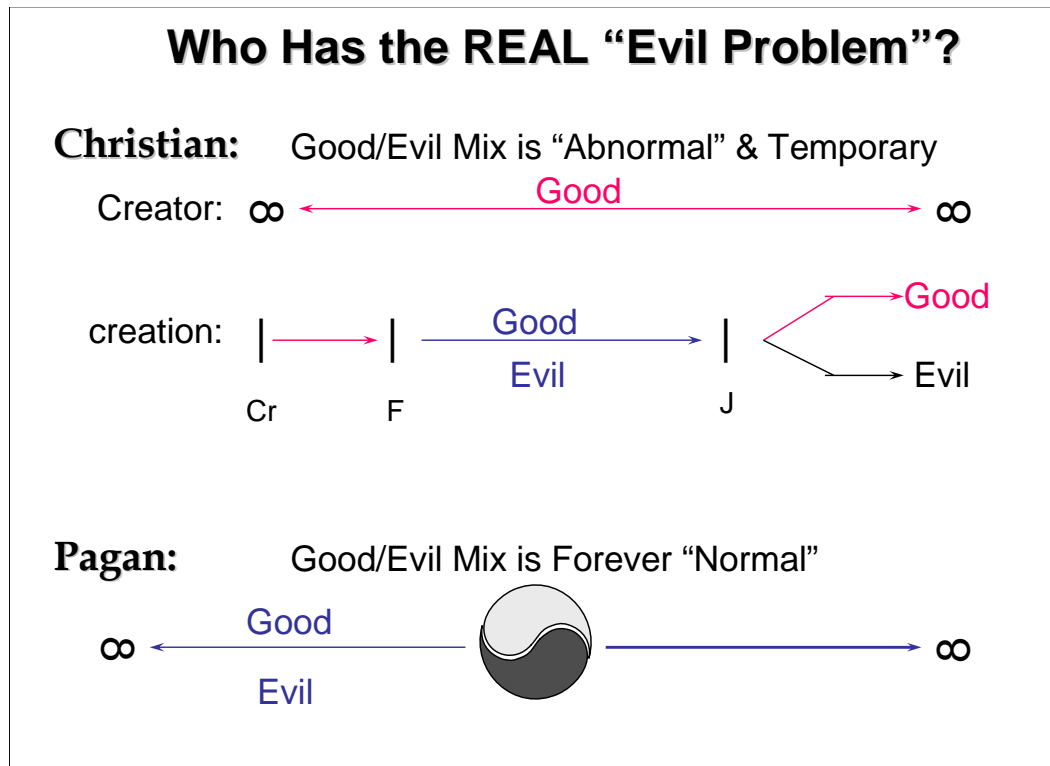 Who Has the REAL “Evil Problem”?
Christian: Good/Evil Mix is “Abnormal” & Temporary
Creator: ∞ Good ∞
creation: | | Good | Good
Evil Evil
Cr F J
Pagan: Good/Evil Mix is Forever “Normal”
Good
∞ ∞
Evil